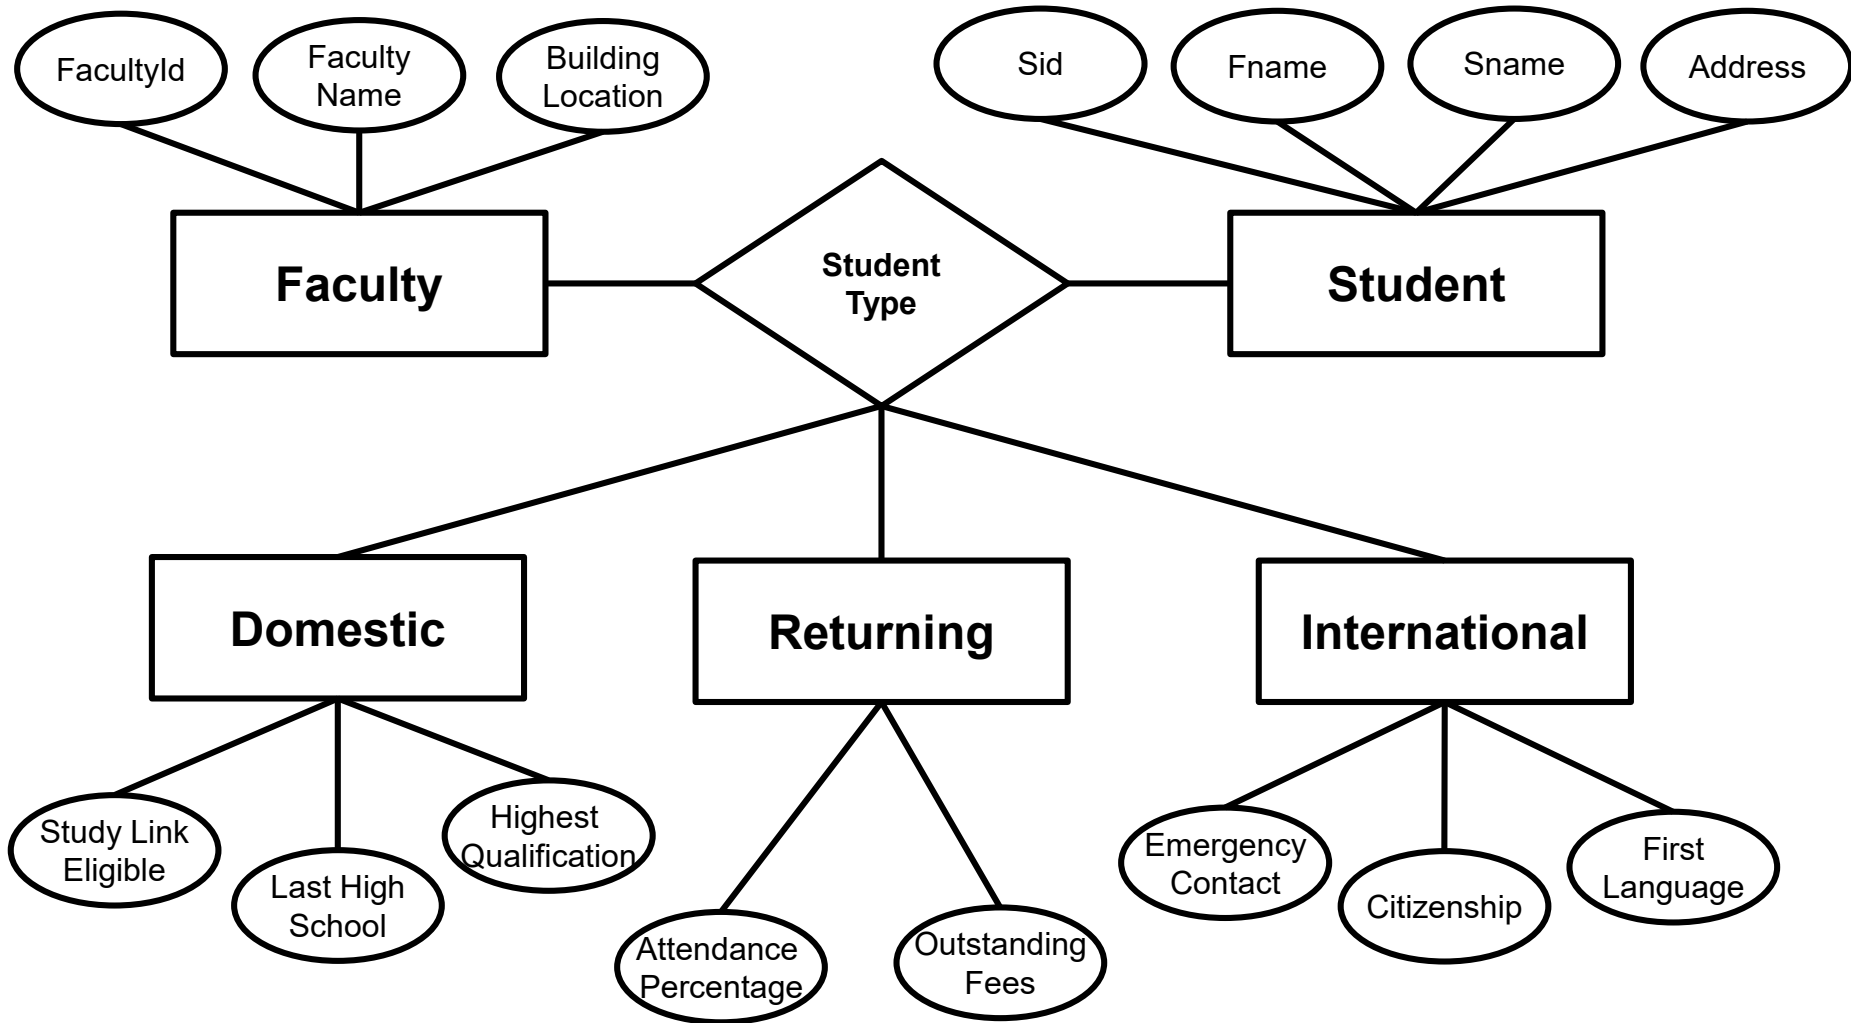 FacultyId
Faculty
Name
Building
Location
Sid
Fname
Sname
Address
Faculty
Student
Type
Student
Domestic
Returning
International
Study Link
Eligible
Last High
School
Highest
Qualification
Attendance
Percentage
Outstanding
Fees
Emergency
Contact
Citizenship
First
Language